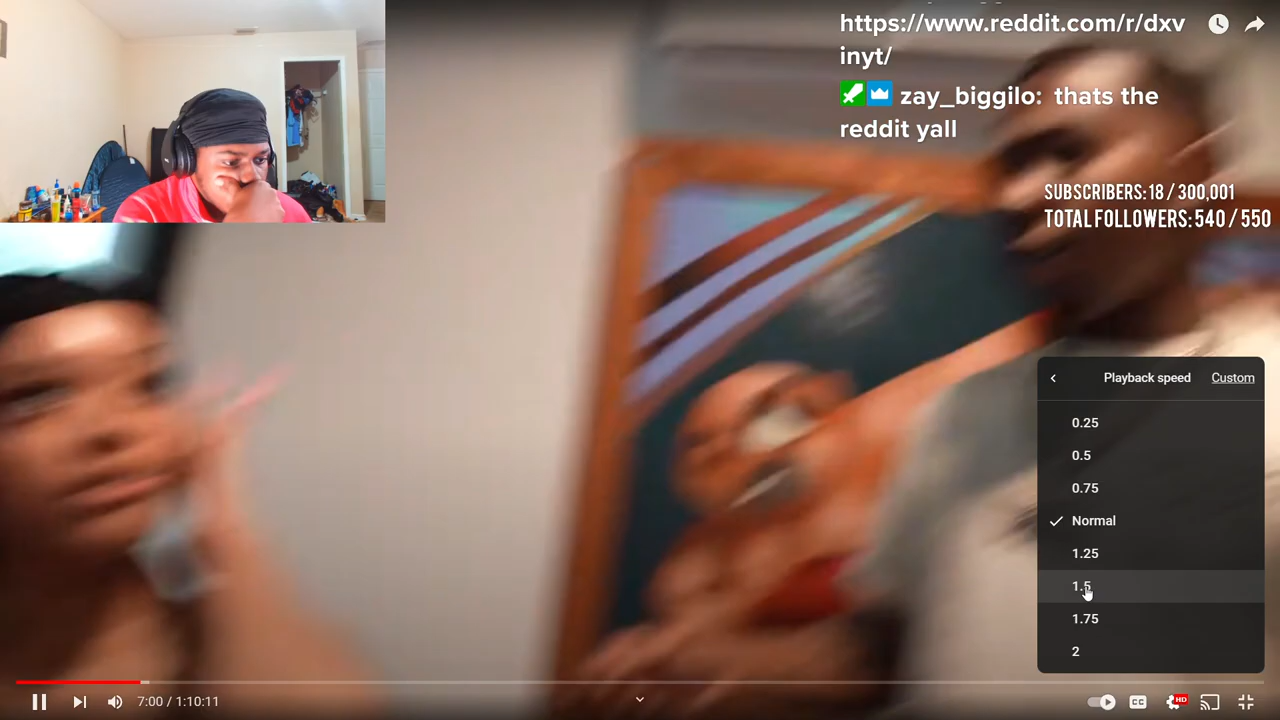 https://www.reddit.com/r/dxv
inyt/
zay_biggilo: thats the
reddit yall
SUBSCRIBERS: 18 / 300,001
TOTAL FOLLOWERS: 540 / 550
Playback speed Custom
0.25
0.5
0.75
Normal
1.25
1.5
1.75
2
7:00 / 1:10:11
CC
HD